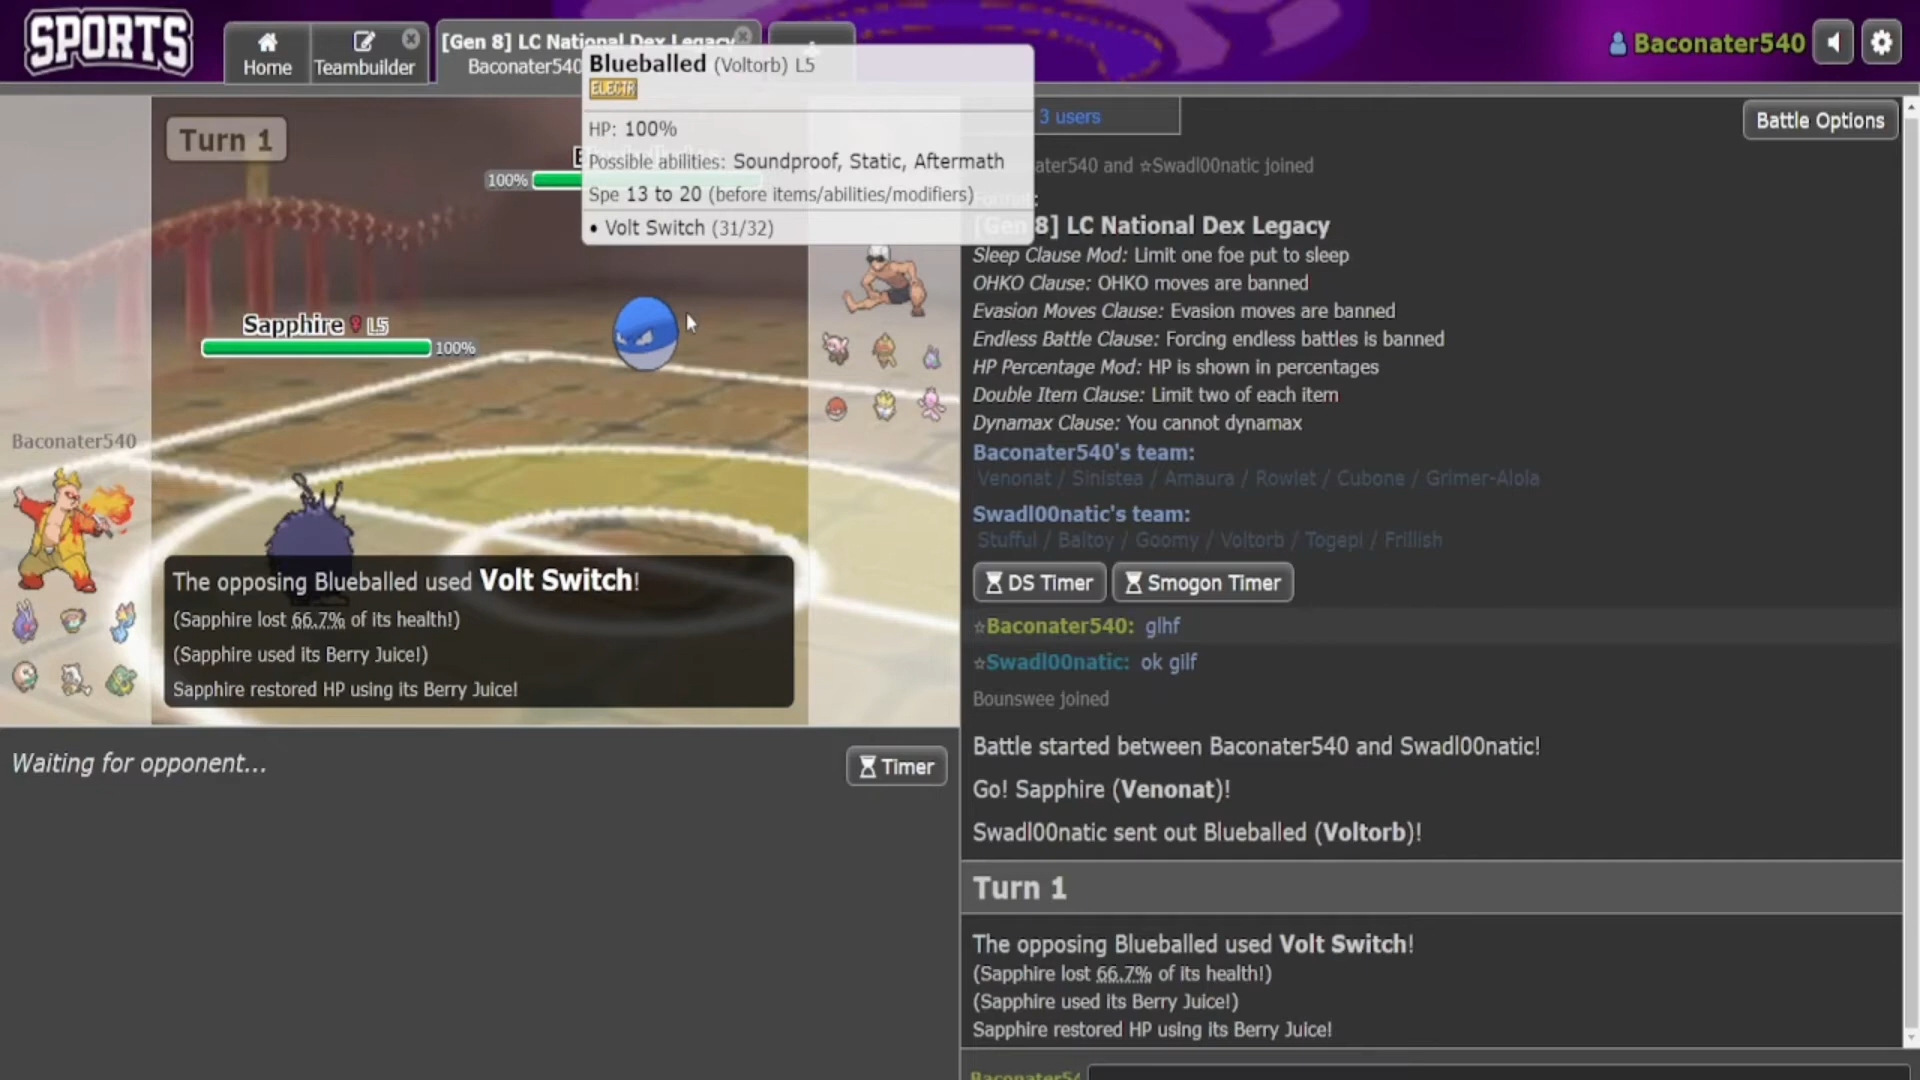 SPORTS
Home
Teambuilder
[Gen 8] LC National Dex Legacy
Baconater540
Baconater540
Blueballed (Voltorb) L5
ELECTR
HP: 100%
Possible abilities: Soundproof, Static, Aftermath
Spe 13 to 20 (before items/abilities/modifiers)
• Volt Switch (31/32)
Turn 1
100%
Sapphire L5
100%
Baconater540
The opposing Blueballed used Volt Switch!
(Sapphire lost 66.7% of its health!)
(Sapphire used its Berry Juice!)
Sapphire restored HP using its Berry Juice!
Waiting for opponent...
Timer
3 users
Battle Options
ater540 and ☆Swadl00natic joined
[Gen 8] LC National Dex Legacy
Sleep Clause Mod: Limit one foe put to sleep
OHKO Clause: OHKO moves are banned
Evasion Moves Clause: Evasion moves are banned
Endless Battle Clause: Forcing endless battles is banned
HP Percentage Mod: HP is shown in percentages
Double Item Clause: Limit two of each item
Dynamax Clause: You cannot dynamax
Baconater540's team:
Venonat / Sinistea / Amaura / Rowlet / Cubone / Grimer-Alola
Swadl00natic's team:
Stufful / Baltoy / Goomy / Voltorb / Togepi / Frillish
DS Timer
Smogon Timer
☆Baconater540: glhf
☆Swadl00natic: ok gilf
Bounswee joined
Battle started between Baconater540 and Swadl00natic!
Go! Sapphire (Venonat)!
Swadl00natic sent out Blueballed (Voltorb)!
Turn 1
The opposing Blueballed used Volt Switch!
(Sapphire lost 66.7% of its health!)
(Sapphire used its Berry Juice!)
Sapphire restored HP using its Berry Juice!